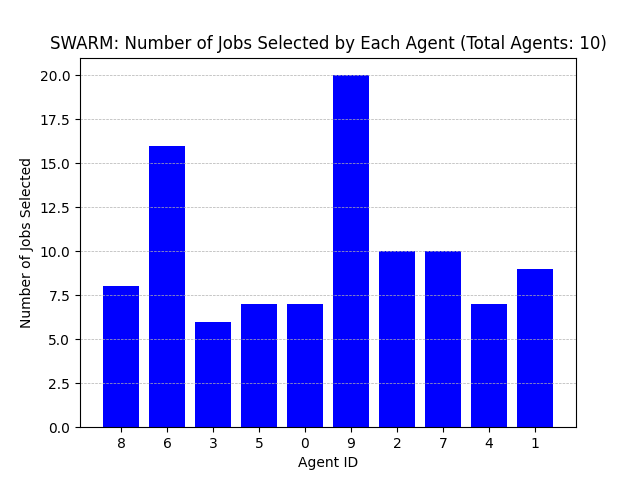 SWARM: Number of Jobs Selected by Each Agent (Total Agents: 10)
Number of Jobs Selected
20.0
17.5
15.0
12.5
10.0
7.5
5.0
2.5
0.0
8 6 3 5 0 9 2 7 4 1
Agent ID